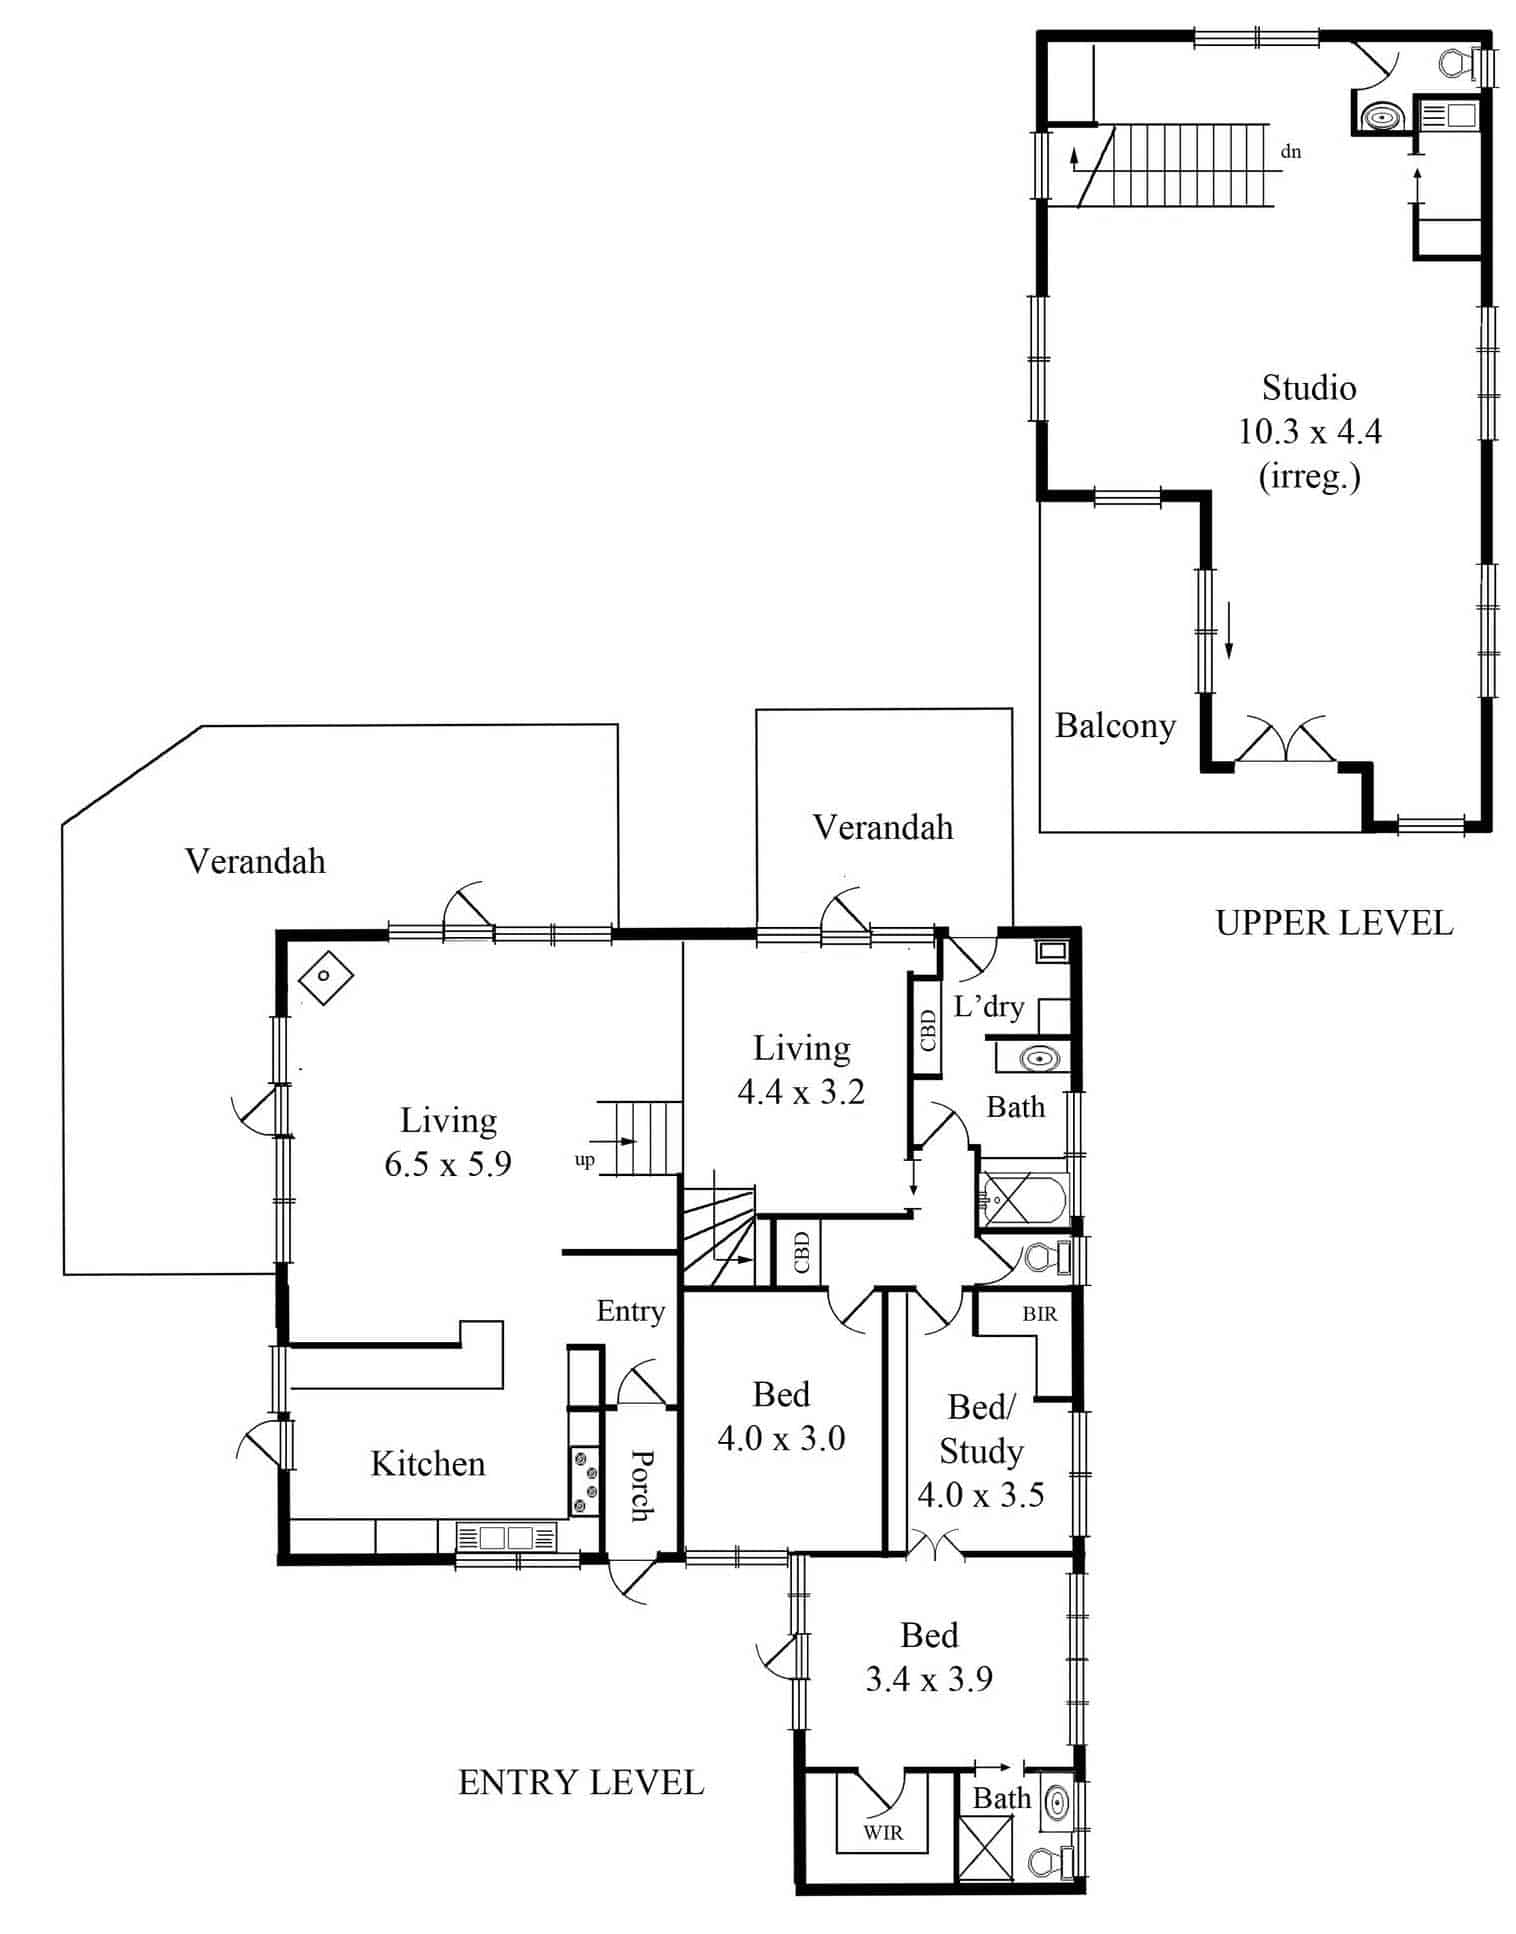 dn
Studio
10.3 x 4.4
(irreg.)
Balcony
UPPER LEVEL
Verandah
Verandah
Living
6.5 x 5.9
up
Living
4.4 x 3.2
CBD
L'dry
Bath
CBD
Entry
BIR
Bed
4.0 x 3.0
Bed/
Study
4.0 x 3.5
Kitchen
Porch
Bed
3.4 x 3.9
ENTRY LEVEL
WIR
Bath